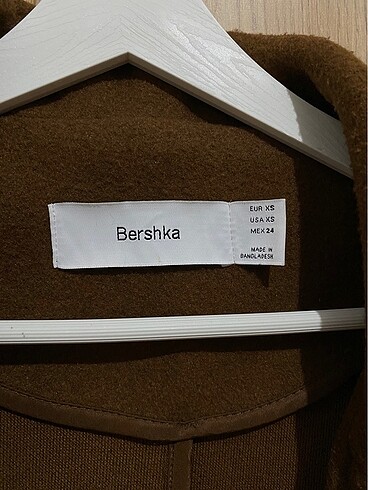 Bershka
EUR XS
USA XS
MEX 24
MADE IN
BANGLADESH